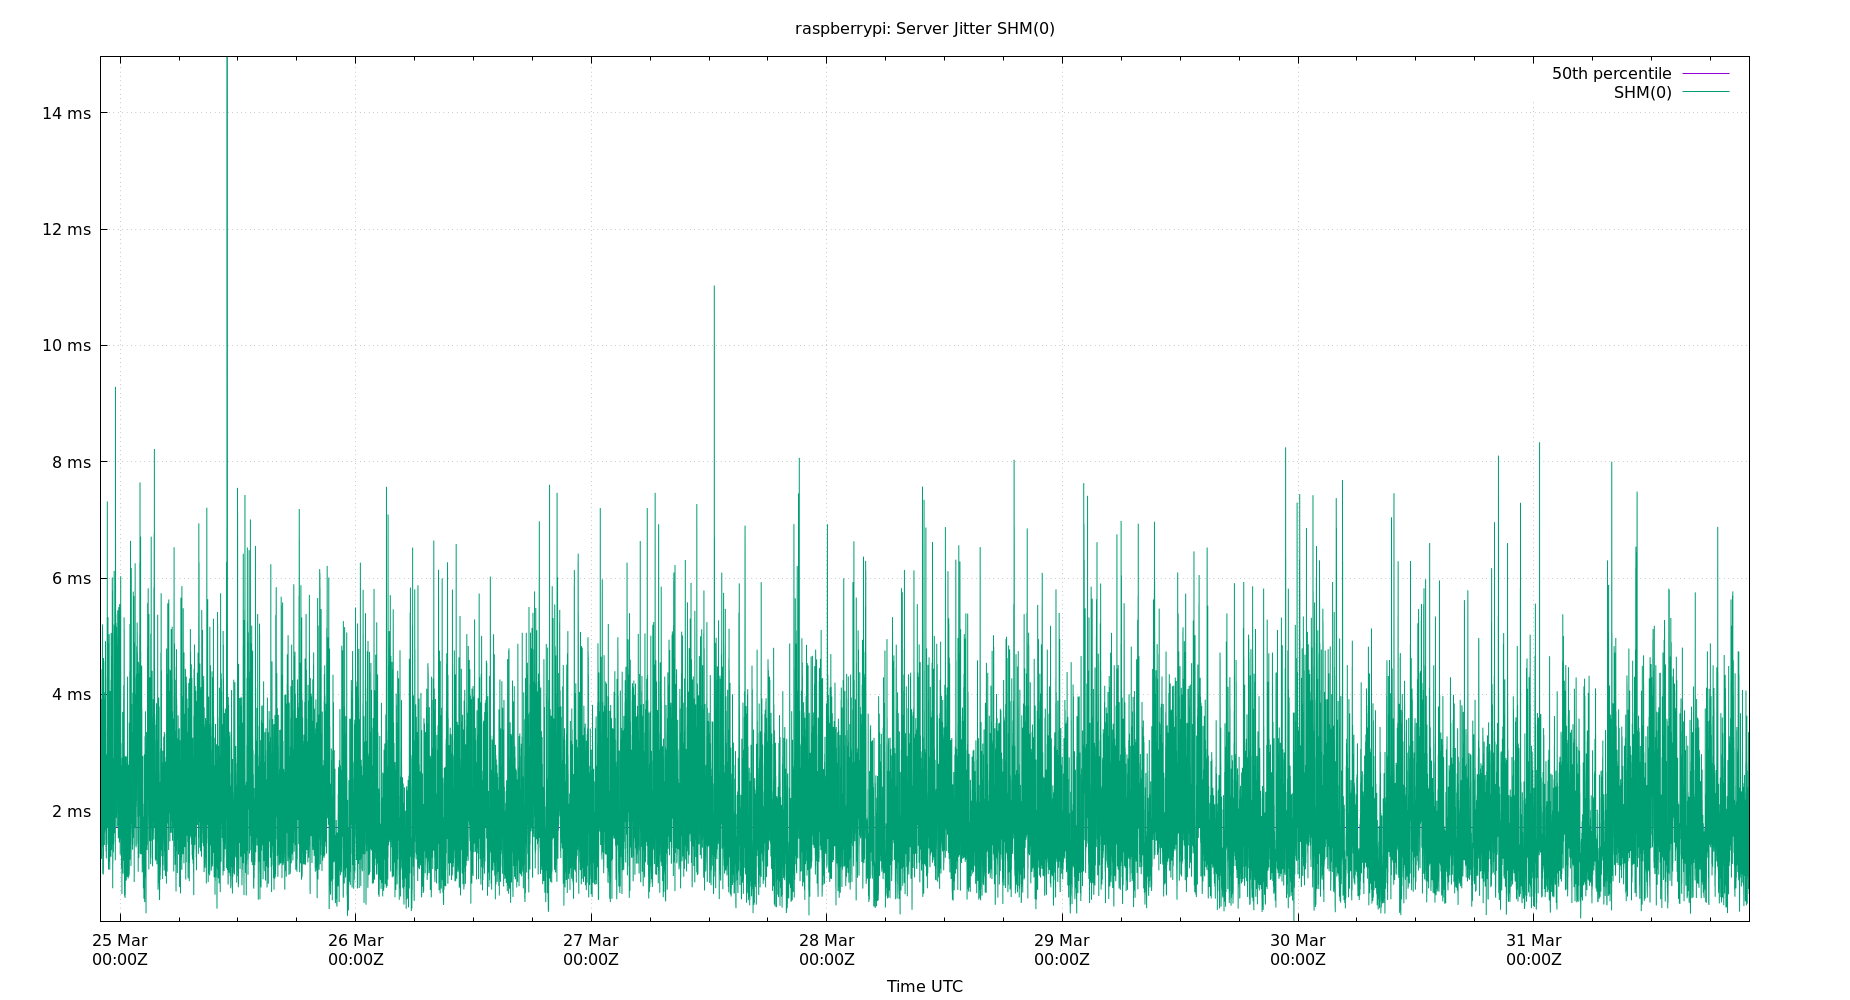 raspberrypi: Server Jitter SHM(0)
50th percentile
SHM(0)
14 ms
12 ms
10 ms
8 ms
6 ms
4 ms
2 ms
25 Mar
00:00Z
26 Mar
00:00Z
27 Mar
00:00Z
28 Mar
00:00Z
29 Mar
00:00Z
30 Mar
00:00Z
31 Mar
00:00Z
Time UTC